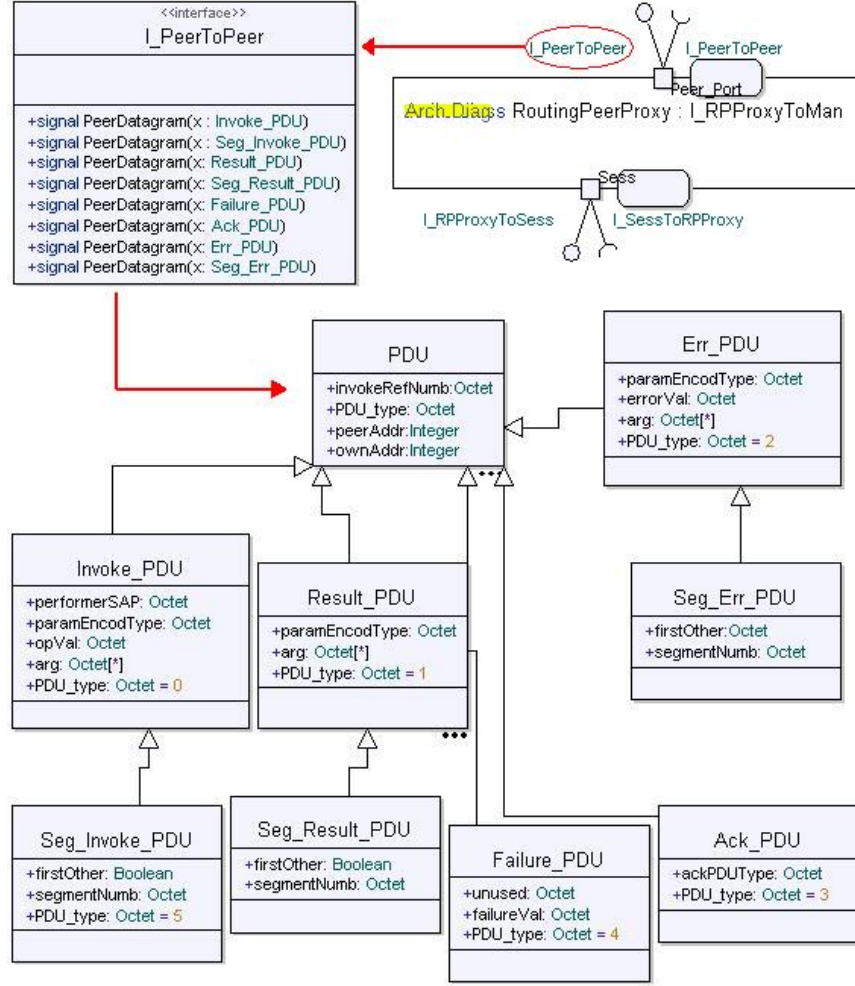 <<interface>>
I_PeerToPeer
+signal PeerDatagram(x : Invoke_PDU)
+signal PeerDatagram(x : Seg_Invoke_PDU)
+signal PeerDatagram(x: Result_PDU)
+signal PeerDatagram(x: Seg_Result_PDU)
+signal PeerDatagram(x: Failure_PDU)
+signal PeerDatagram(x: Ack_PDU)
+signal PeerDatagram(x: Err_PDU)
+signal PeerDatagram(x: Seg_Err_PDU)
I_PeerToPeer
I_PeerToPeer
Peer_Port
RoutingPeerProxy : I_RPProxyToMan
Sess
I_RPProxyToSess
I_SessToRPProxy
PDU
+invokeRefNumb:Octet
+PDU_type: Octet
+peerAddr:Integer
+ownAddr:Integer
...
Err_PDU
+paramEncodType: Octet
+errorVal: Octet
+arg: Octet[*]
+PDU_type: Octet = 2
Invoke_PDU
+performerSAP: Octet
+paramEncodType: Octet
+opVal: Octet
+arg: Octet[*]
+PDU_type: Octet = 0
Result_PDU
+paramEncodType: Octet
+arg: Octet[*]
+PDU_type: Octet = 1
Seg_Err_PDU
+firstOther:Octet
+segmentNumb: Octet
...
Seg_Invoke_PDU
+firstOther: Boolean
+segmentNumb: Octet
+PDU_type: Octet = 5
Seg_Result_PDU
+firstOther: Boolean
+segmentNumb: Octet
Failure_PDU
+unused: Octet
+failureVal: Octet
+PDU_type: Octet = 4
Ack_PDU
+ackPDUType: Octet
+PDU_type: Octet = 3